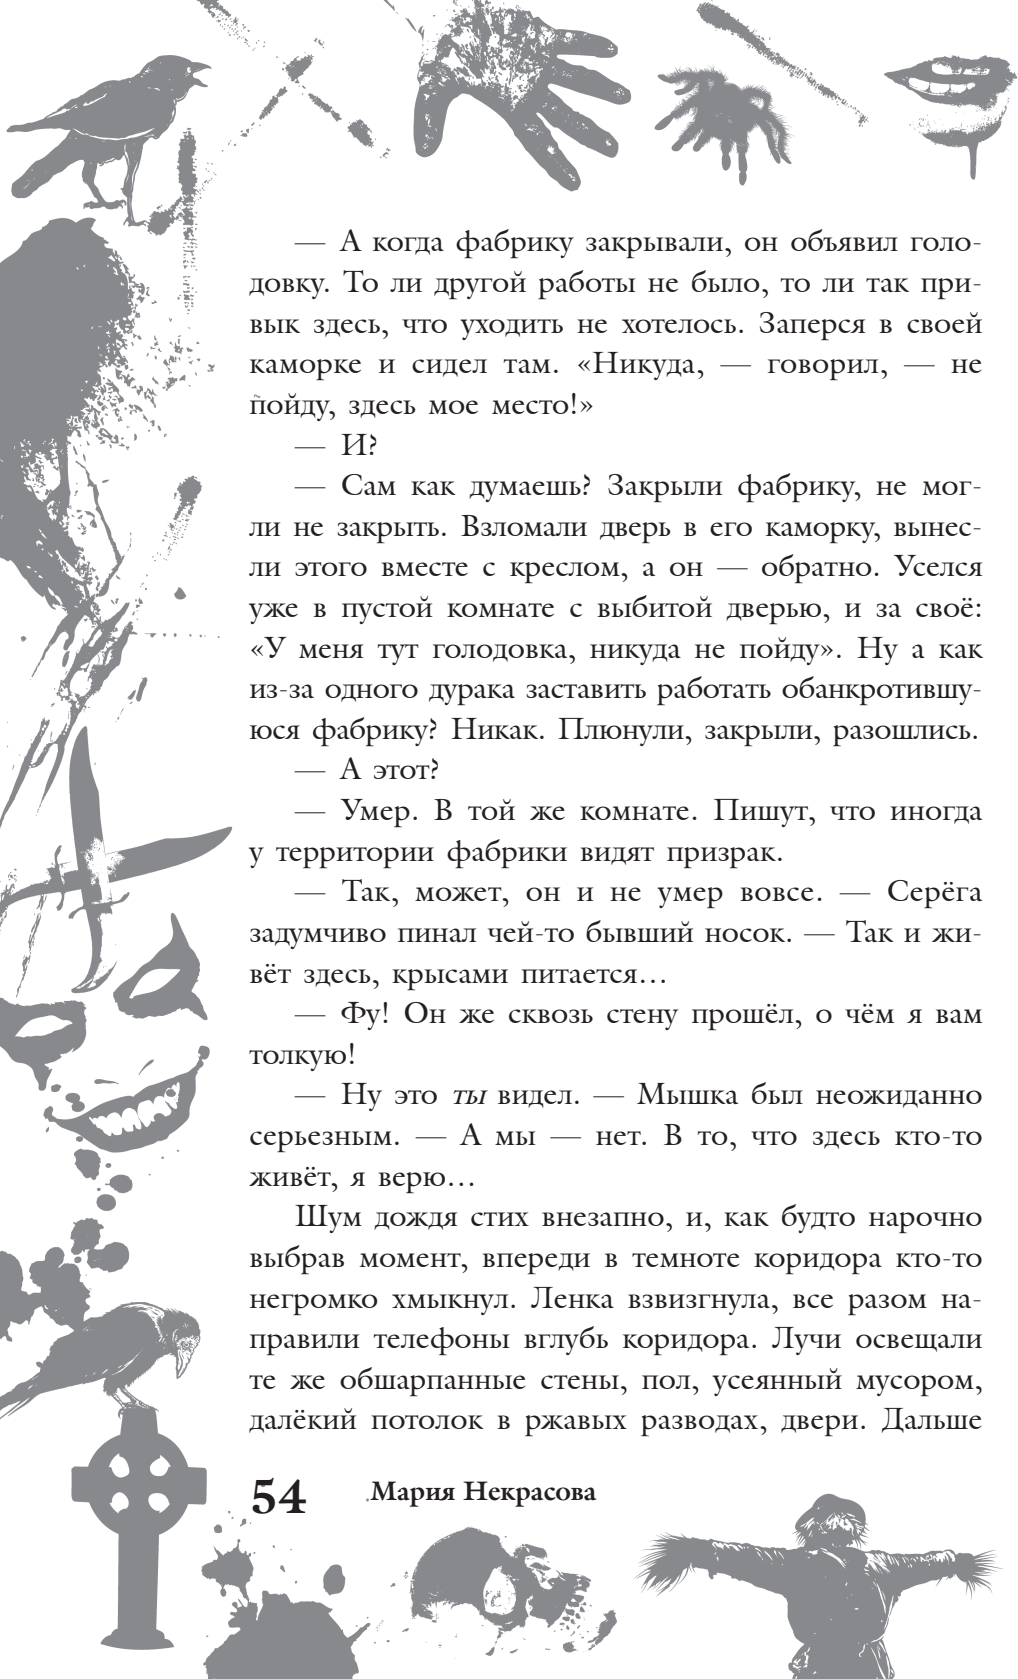 — А когда фабрику закрывали, он объявил голо-
довку. То ли другой работы не было, то ли так при-
вык здесь, что уходить не хотелось. Заперся в своей
каморке и сидел там. «Никуда, — говорил, — не
пойду, здесь мое место!»
— И?
— Сам как думаешь? Закрыли фабрику, не мог-
ли не закрыть. Взломали дверь в его каморку, вынес-
ли этого вместе с креслом, а он — обратно. Уселся
уже в пустой комнате с выбитой дверью, и за своё:
«У меня тут голодовка, никуда не пойду». Ну а как
из-за одного дурака заставить работать обанкротившу-
юся фабрику? Никак. Плюнули, закрыли, разошлись.
— А этот?
— Умер. В той же комнате. Пишут, что иногда
у территории фабрики видят призрак.
— Так, может, он и не умер вовсе. — Серёга
задумчиво пинал чей-то бывший носок. — Так и жи-
вёт здесь, крысами питается…
— Фу! Он же сквозь стену прошёл, о чём я вам
толкую!
— Ну это ты видел. — Мышка был неожиданно
серьезным. — А мы — нет. В то, что здесь кто-то
живёт, я верю…
Шум дождя стих внезапно, и, как будто нарочно
выбрав момент, впереди в темноте коридора кто-то
негромко хмыкнул. Ленка взвизгнула, все разом на-
правили телефоны вглубь коридора. Лучи освещали
те же обшарпанные стены, пол, усеянный мусором,
далёкий потолок в ржавых разводах, двери. Дальше
54 Мария Некрасова